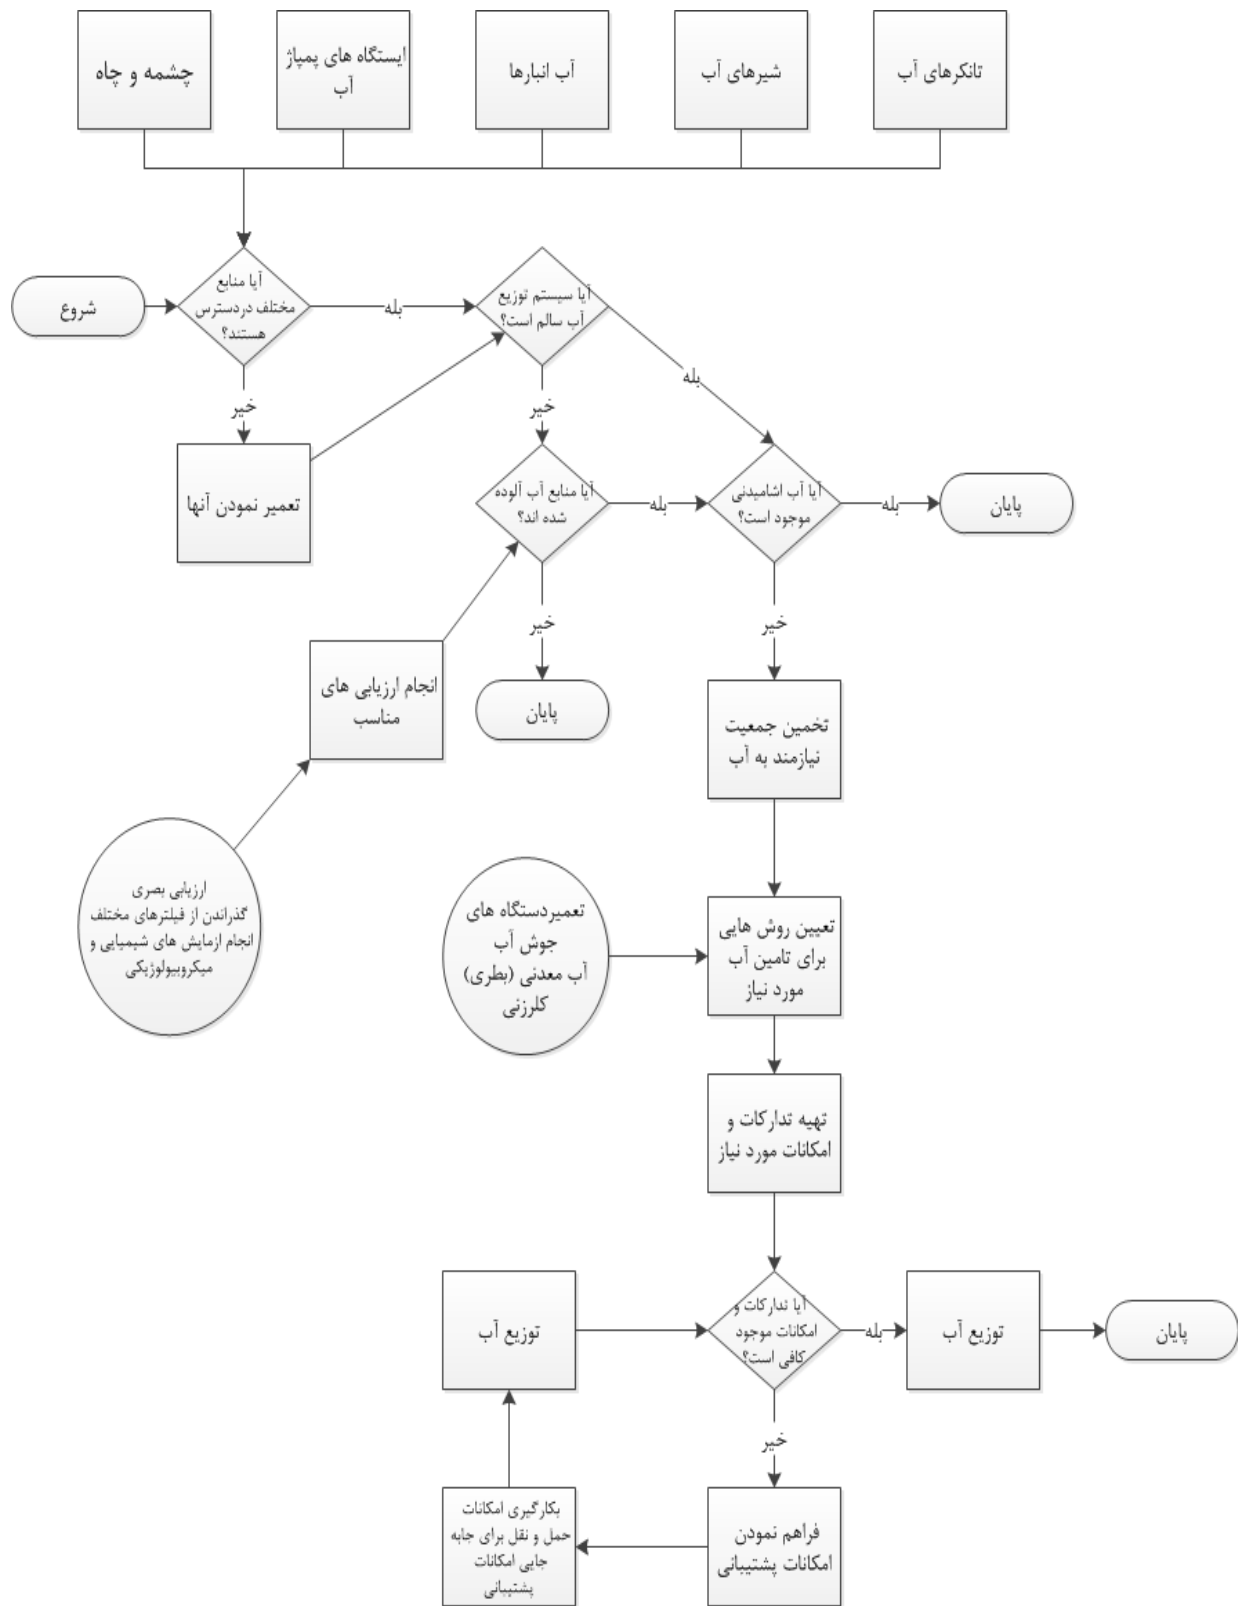 تانکرهای آب
شیرهای آب
آب انبارها
ایستگاه های پمپاژ
آب
چشمه و چاه
شروع
آیا منابع
مختلف دردسترس
هستند؟
بله
آیا سیستم توزیع
آب سالم است؟
بله
خیر
خیر
تعمیر نمودن آنها
آیا منابع آب آلوده
شده اند؟
بله
آیا آب اشامیدنی
موجود است؟
بله
پایان
خیر
خیر
انجام ارزیابی های
مناسب
پایان
تخمین جمعیت
نیازمند به آب
ارزیابی بصری
گذراندن از فیلترهای مختلف
انجام ازمایش های شیمیایی و
میکروبیولوژیکی
تعمیردستگاه های
جوش آب
آب معدنی (بطری)
کلرزنی
تعیین روش هایی
برای تامین آب
مورد نیاز
تهیه تدارکات و
امکانات مورد نیاز
توزیع آب
آیا تدارکات و
امکانات موجود
کافی است؟
بله
توزیع آب
پایان
خیر
فراهم نمودن
امکانات پشتیبانی
بکارگیری امکانات
حمل و نقل برای جابه
جایی امکانات
پشتیبانی